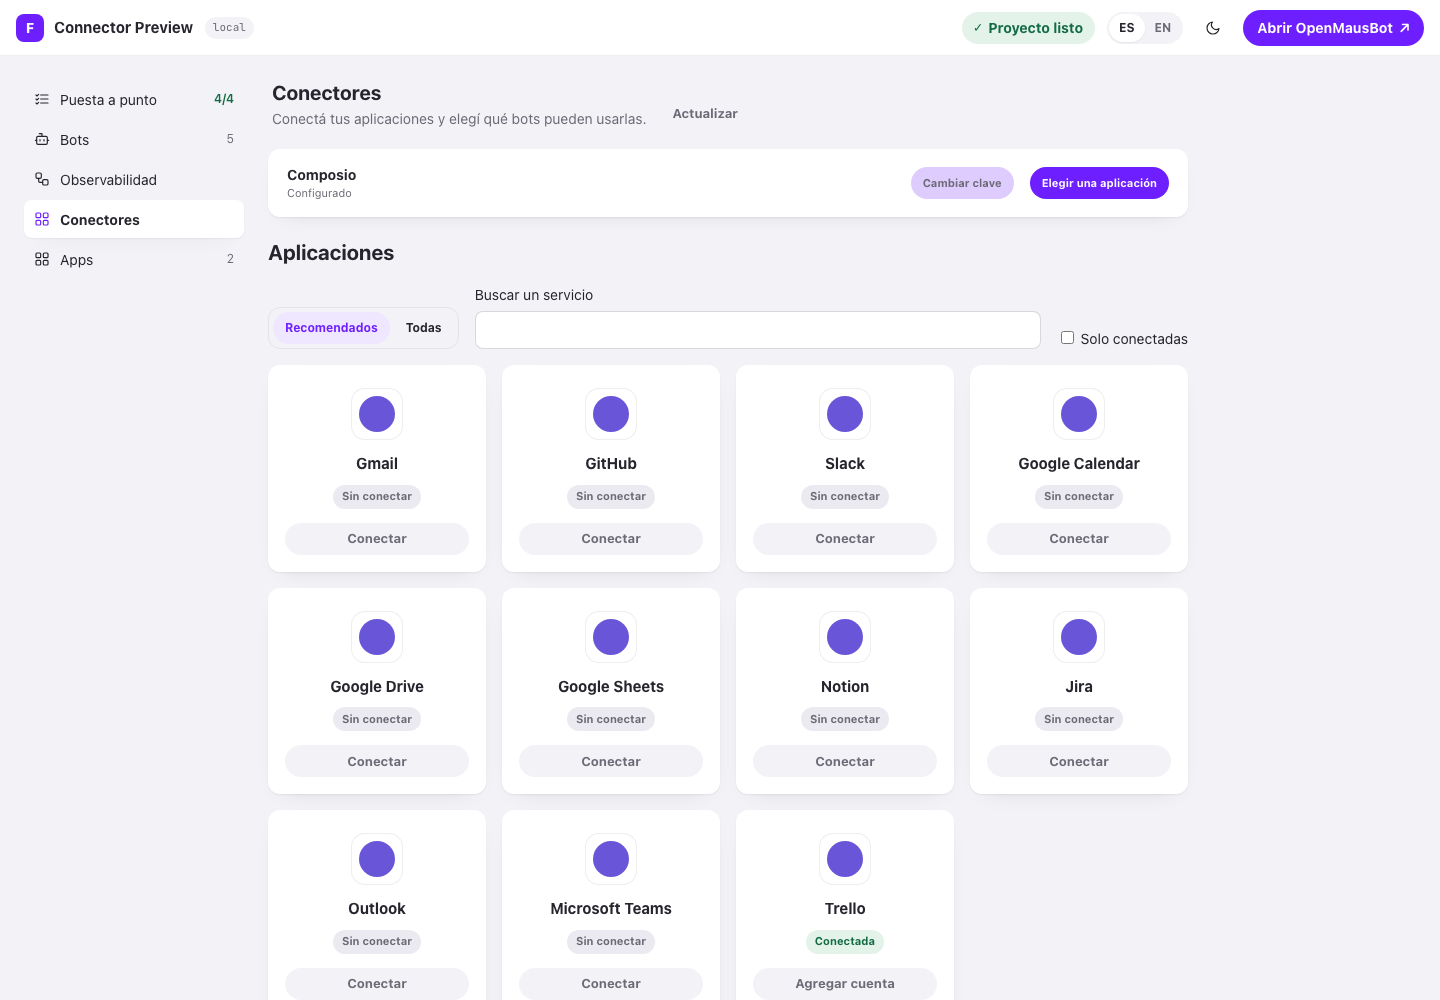 F Connector Preview local
✓ Proyecto listo
ES EN
Abrir OpenMausBot ↗
Puesta a punto 4/4
Bots 5
Observabilidad
Conectores
Apps 2
Conectores
Conectá tus aplicaciones y elegí qué bots pueden usarlas.
Actualizar
Composio
Configurado
Cambiar clave
Elegir una aplicación
Aplicaciones
Buscar un servicio
Recomendados Todas
Solo conectadas
Gmail
Sin conectar
Conectar
GitHub
Sin conectar
Conectar
Slack
Sin conectar
Conectar
Google Calendar
Sin conectar
Conectar
Google Drive
Sin conectar
Conectar
Google Sheets
Sin conectar
Conectar
Notion
Sin conectar
Conectar
Jira
Sin conectar
Conectar
Outlook
Sin conectar
Conectar
Microsoft Teams
Sin conectar
Conectar
Trello
Conectada
Agregar cuenta